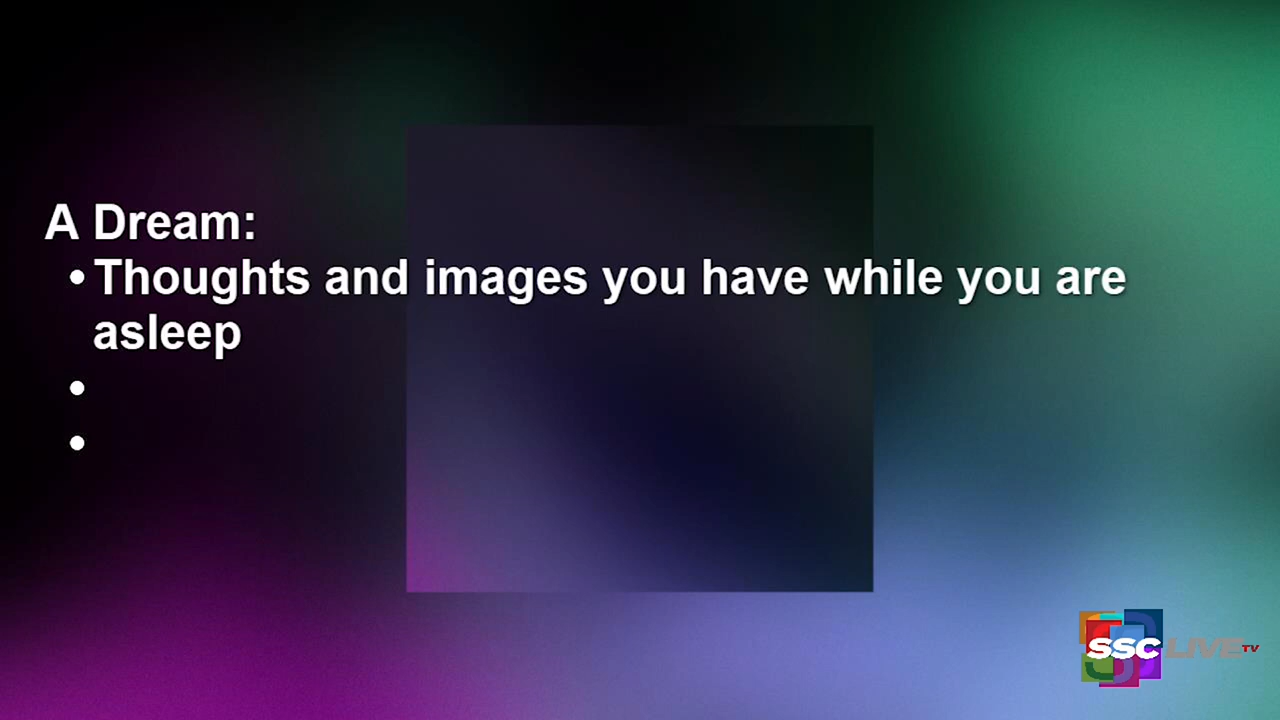 A Dream:
• Thoughts and images you have while you are
asleep
•
•
SSC LIVE TV